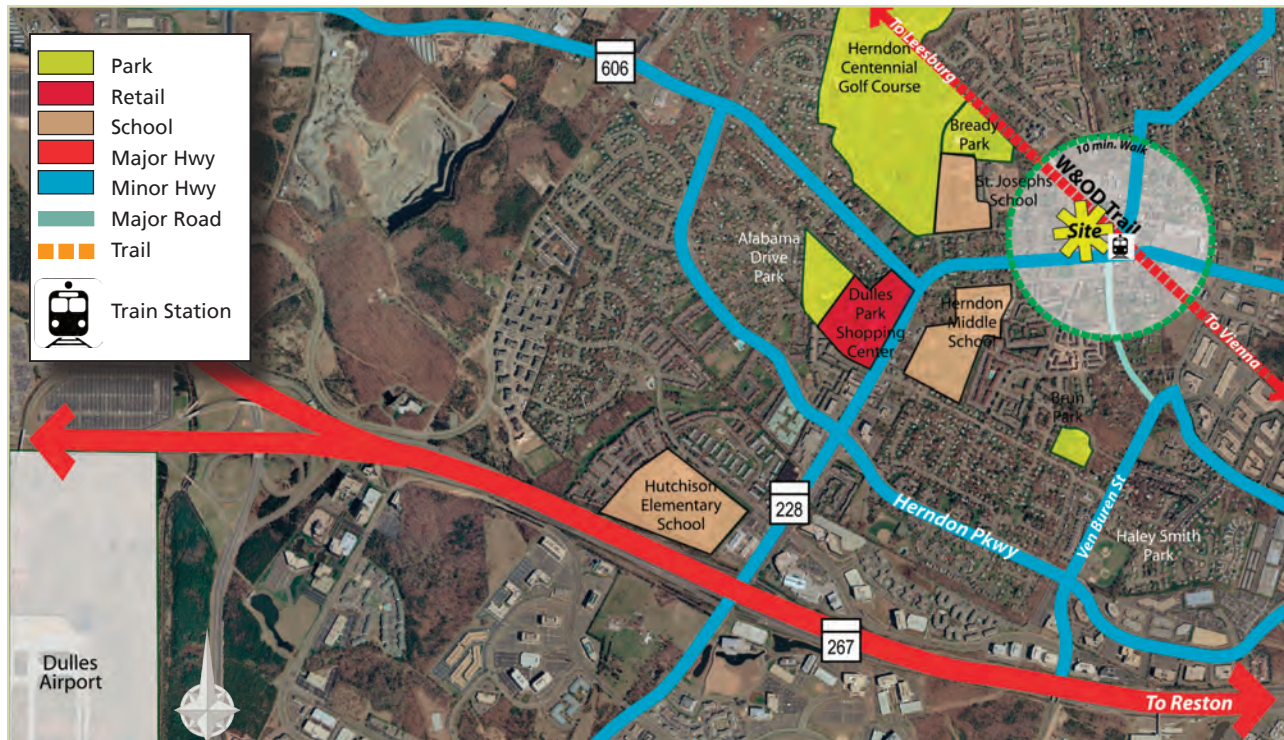 Park
Retail
School
Major Hwy
Minor Hwy
Major Road
Trail
Train Station
606
Herndon
Centennial
Golf Course
To Leesburg
Bready
Park
10 min. Walk
W&OD Trail
St. Josephs
School
Site
Alabama
Drive
Park
Dulles
Park
Shopping
Center
Herndon
Middle
School
To Vienna
Brun
Park
Hutchison
Elementary
School
228
Herndon Pkwy
Ven Buren St
Haley Smith
Park
267
Dulles
Airport
To Reston